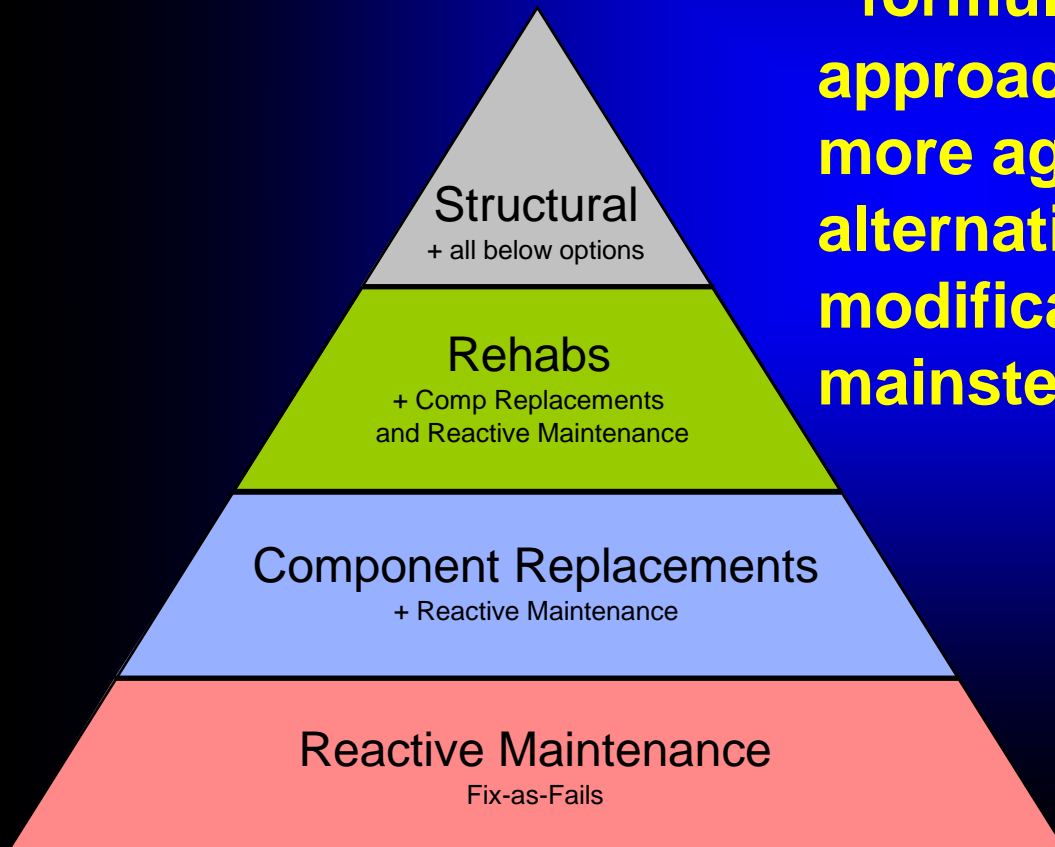 Structural
+ all below options
Rehabs
+ Comp Replacements
and Reactive Maintenance
Component Replacements
+ Reactive Maintenance
Reactive Maintenance
Fix-as-Fails